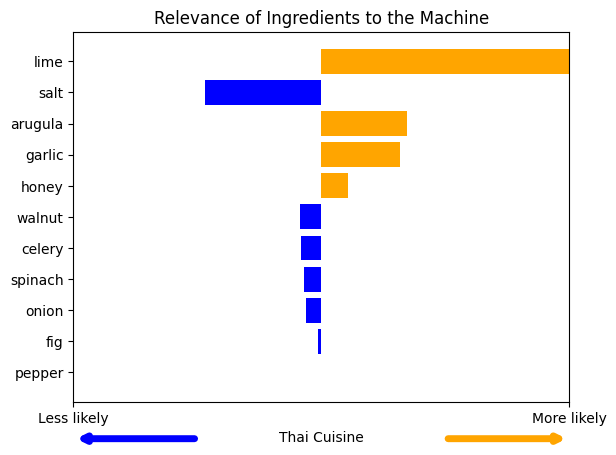 Relevance of Ingredients to the Machine
lime
salt
arugula
garlic
honey
walnut
celery
spinach
onion
fig
pepper
Less likely
More likely
Thai Cuisine